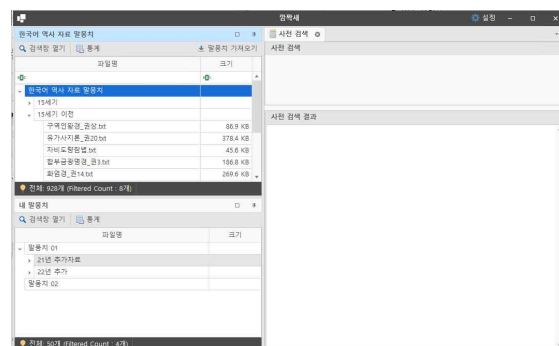 깜짝새
설정
한국어 역사 자료 말뭉치
검색창 열기
통계
말뭉치 가져오기
파일명
크기
한국어 역사 자료 말뭉치
15세기
15세기 이전
구역인왕경_권상.txt
86.9 KB
유가사지론_권20.txt
378.4 KB
자비도량참법.txt
45.6 KB
합부금광명경_권3.txt
186.8 KB
화엄경_권14.txt
269.6 KB
전체: 928개 (Filtered Count : 8개)
내 말뭉치
검색창 열기
통계
파일명
크기
말뭉치 01
21년 추가자료
22년 추가
말뭉치 02
전체: 50개 (Filtered Count : 4개)
사전 검색
사전 검색
사전 검색 결과